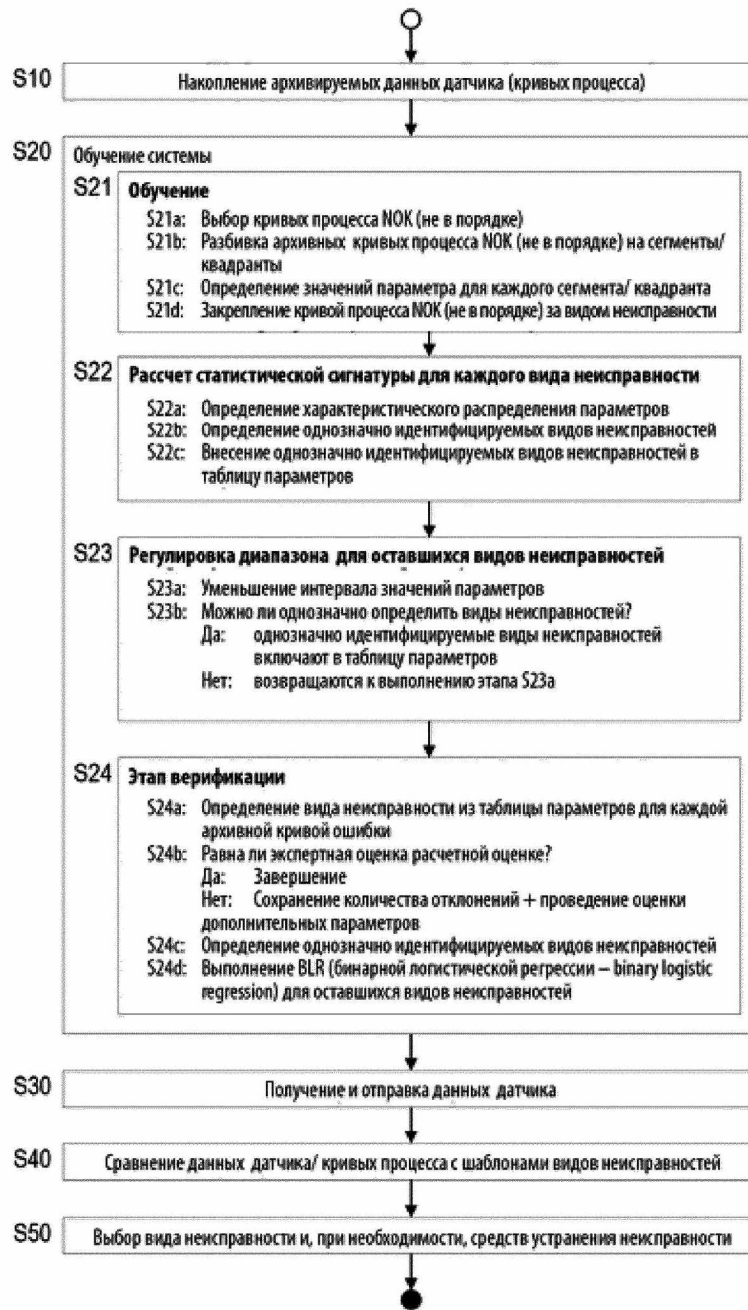 S10
Накопление архивируемых данных датчика (кривых процесса)
S20
Обучение системы
S21
Обучение
S21a: Выбор кривых процесса NOK (не в порядке)
S21b: Разбивка архивных кривых процесса NOK (не в порядке) на сегменты/
квадранты
S21c: Определение значений параметра для каждого сегмента/ квадранта
S21d: Закрепление кривой процесса NOK (не в порядке) за видом неисправности
S22
Рассчет статистической сигнатуры для каждого вида неисправности
S22a: Определение характеристического распределения параметров
S22b: Определение однозначно идентифицируемых видов неисправностей
S22c: Внесение однозначно идентифицируемых видов неисправностей в
таблицу параметров
S23
Регулировка диапазона для оставшихся видов неисправностей
S23a: Уменьшение интервала значений параметров
S23b: Можно ли однозначно определить виды неисправностей?
Да: однозначно идентифицируемые виды неисправностей
включают в таблицу параметров
Нет: возвращаются к выполнению этапа S23a
S24
Этап верификации
S24a: Определение вида неисправности из таблицы параметров для каждой
архивной кривой ошибки
S24b: Равна ли экспертная оценка расчетной оценке?
Да: Завершение
Нет: Сохранение количества отклонений + проведение оценки
дополнительных параметров
S24c: Определение однозначно идентифицируемых видов неисправностей
S24d: Выполнение BLR (бинарной логистической регрессии – binary logistic
regression) для оставшихся видов неисправностей
S30
Получение и отправка данных датчика
S40
Сравнение данных датчика/ кривых процесса с шаблонами видов неисправностей
S50
Выбор вида неисправности и, при необходимости, средств устранения неисправности